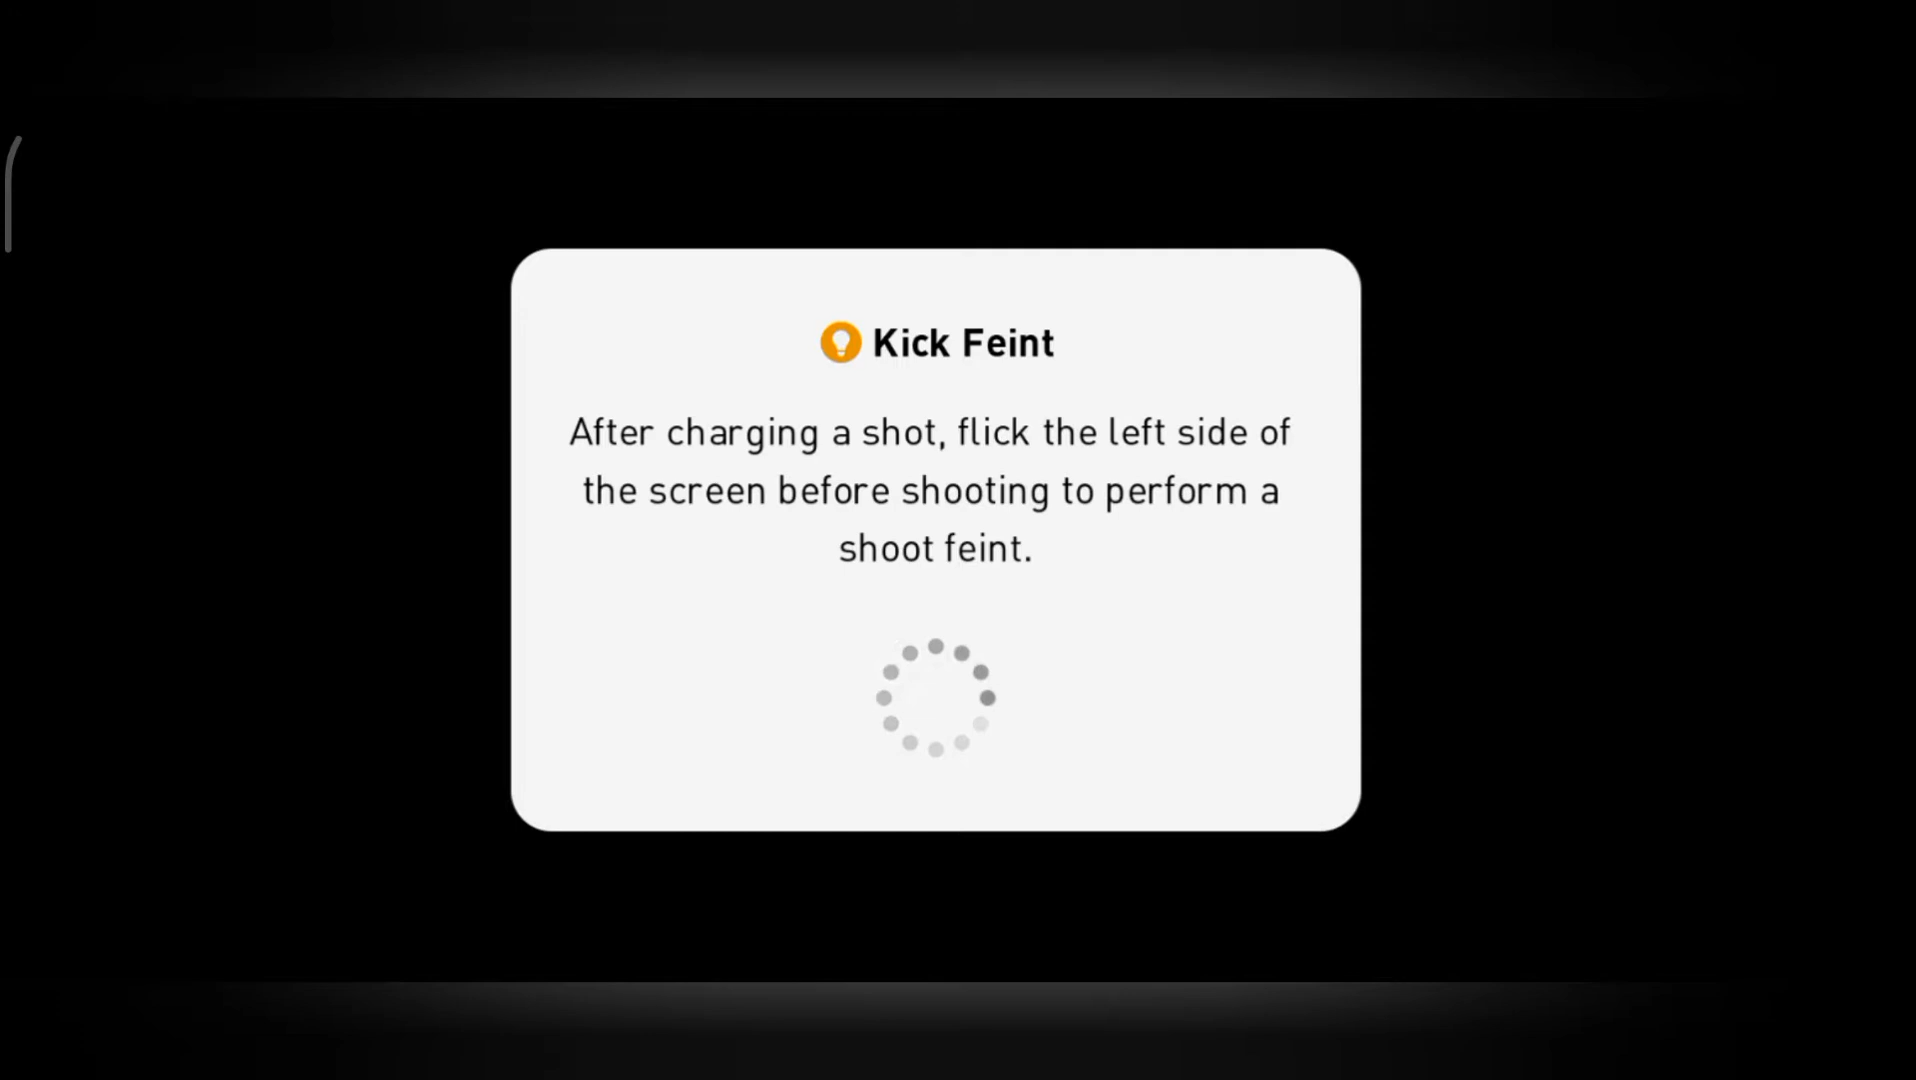 Kick Feint
After charging a shot, flick the left side of
the screen before shooting to perform a
shoot feint.